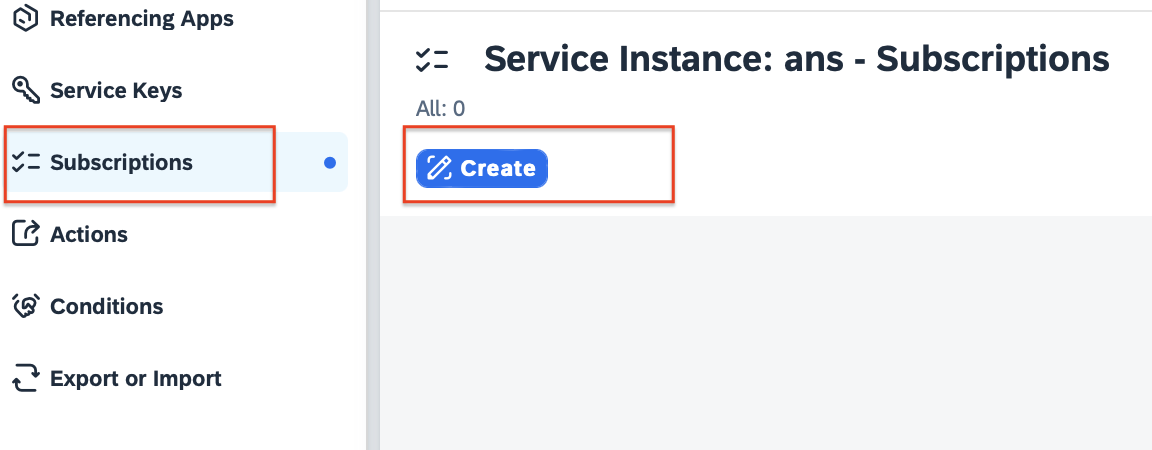 Referencing Apps
Service Keys
Subscriptions
Actions
Conditions
Export or Import
Service Instance: ans - Subscriptions
All: 0
Create